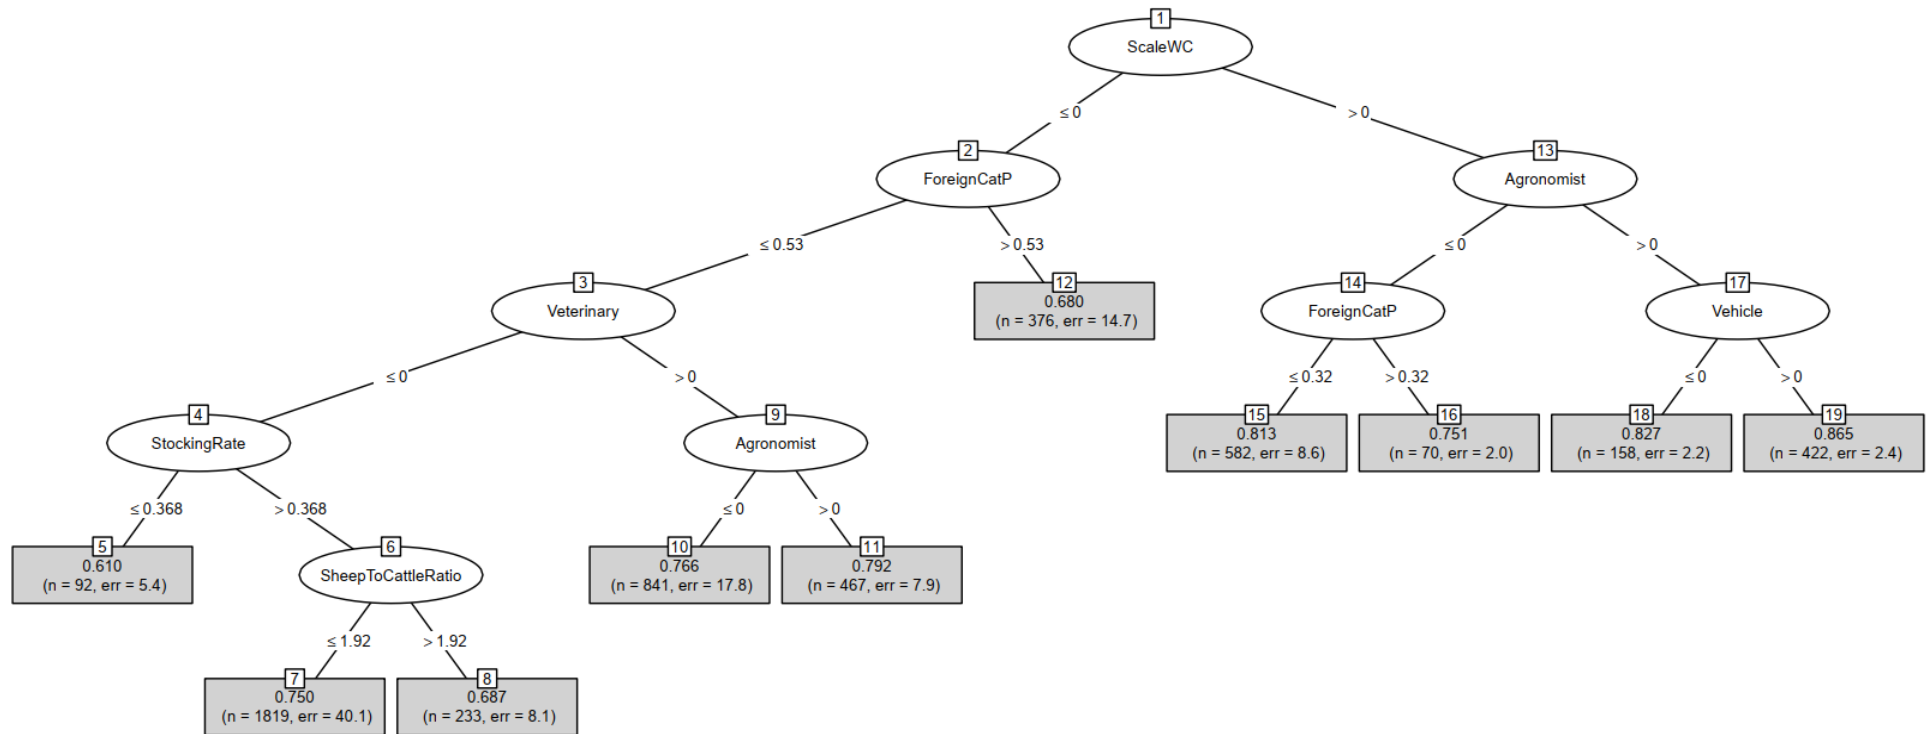 1
ScaleWC
≤ 0
> 0
2
ForeignCatP
13
Agronomist
≤ 0.53
> 0.53
≤ 0
> 0
3
Veterinary
12
0.680
(n = 376, err = 14.7)
14
ForeignCatP
17
Vehicle
≤ 0
> 0
≤ 0.32
> 0.32
≤ 0
> 0
4
StockingRate
9
Agronomist
15
0.813
(n = 582, err = 8.6)
16
0.751
(n = 70, err = 2.0)
18
0.827
(n = 158, err = 2.2)
19
0.865
(n = 422, err = 2.4)
≤ 0.368
> 0.368
≤ 0
> 0
5
0.610
(n = 92, err = 5.4)
6
SheepToCattleRatio
10
0.766
(n = 841, err = 17.8)
11
0.792
(n = 467, err = 7.9)
≤ 1.92
> 1.92
7
0.750
(n = 1819, err = 40.1)
8
0.687
(n = 233, err = 8.1)